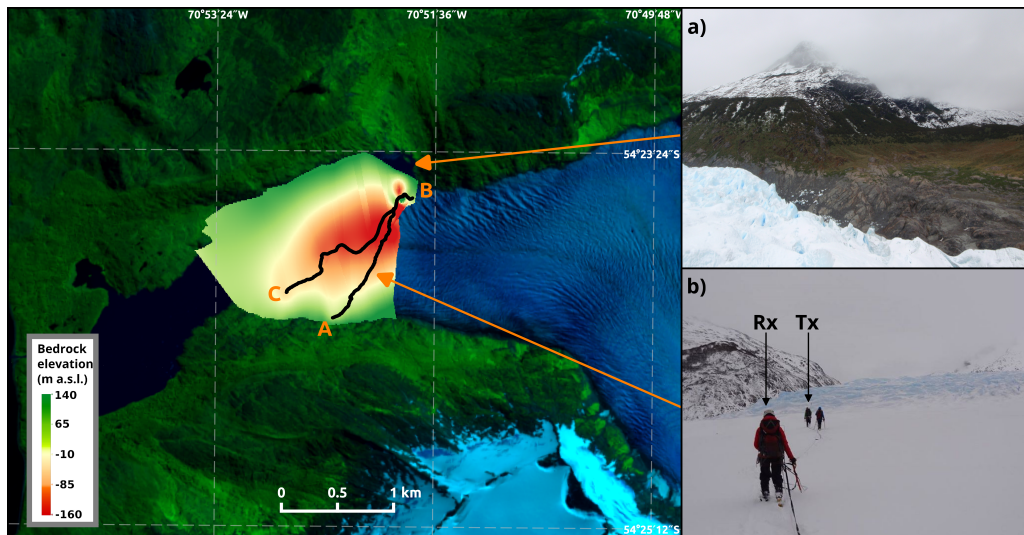 70°53'24"W
70°51'36"W
70°49'48"W
a)
54°23'24"S
B
C
A
b)
Rx Tx
Bedrock
elevation
(m a.s.l.)
140
65
-10
-85
-160
0 0.5 1 km
54°25'12"S